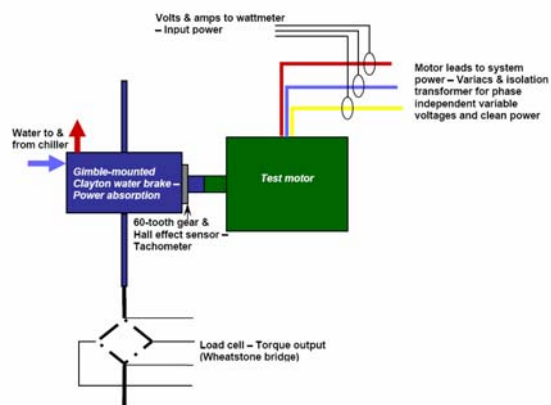 Volts & amps to wattmeter
– Input power
Motor leads to system
power – Variacs & isolation
transformer for phase
independent variable
voltages and clean power
Water to &
from chiller
Gimble-mounted
Clayton water brake –
Power absorption
Test motor
60-tooth gear &
Hall effect sensor –
Tachometer
Load cell – Torque output
(Wheatstone bridge)